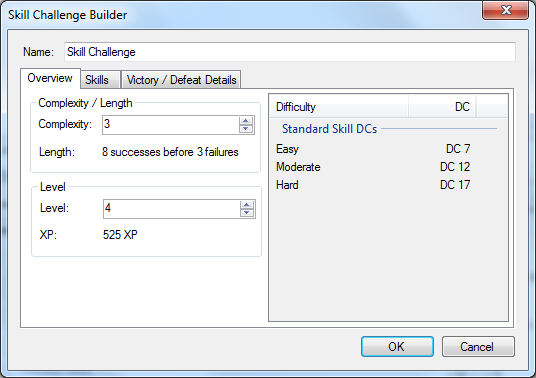 Skill Challenge Builder
Name: Skill Challenge
Overview Skills Victory / Defeat Details
Complexity / Length
Complexity: 3
Length: 8 successes before 3 failures
Level
Level: 4
XP: 525 XP
Difficulty DC
Standard Skill DCs
Easy DC 7
Moderate DC 12
Hard DC 17
OK Cancel